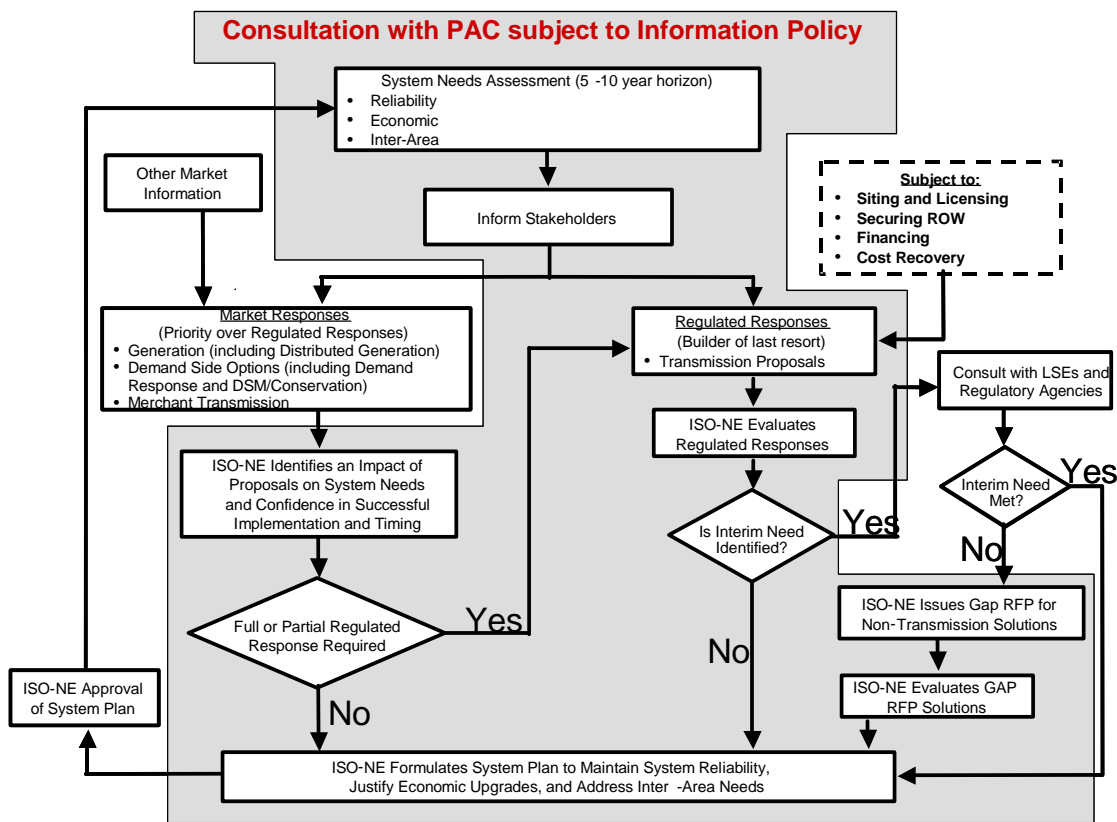 Consultation with PAC subject to Information Policy
System Needs Assessment (5 -10 year horizon)
• Reliability
• Economic
• Inter-Area
Other Market
Information
Inform Stakeholders
Subject to:
• Siting and Licensing
• Securing ROW
• Financing
• Cost Recovery
Market Responses
(Priority over Regulated Responses)
• Generation (including Distributed Generation)
• Demand Side Options (including Demand
Response and DSM/Conservation)
• Merchant Transmission
Regulated Responses
(Builder of last resort)
• Transmission Proposals
Consult with LSEs and
Regulatory Agencies
ISO-NE Evaluates
Regulated Responses
ISO-NE Identifies an Impact of
Proposals on System Needs
and Confidence in Successful
Implementation and Timing
Interim Need
Met?
Yes
Is Interim Need
Identified?
Yes
No
Full or Partial Regulated
Response Required
Yes
No
ISO-NE Issues Gap RFP for
Non-Transmission Solutions
No
ISO-NE Evaluates GAP
RFP Solutions
ISO-NE Approval
of System Plan
ISO-NE Formulates System Plan to Maintain System Reliability,
Justify Economic Upgrades, and Address Inter -Area Needs